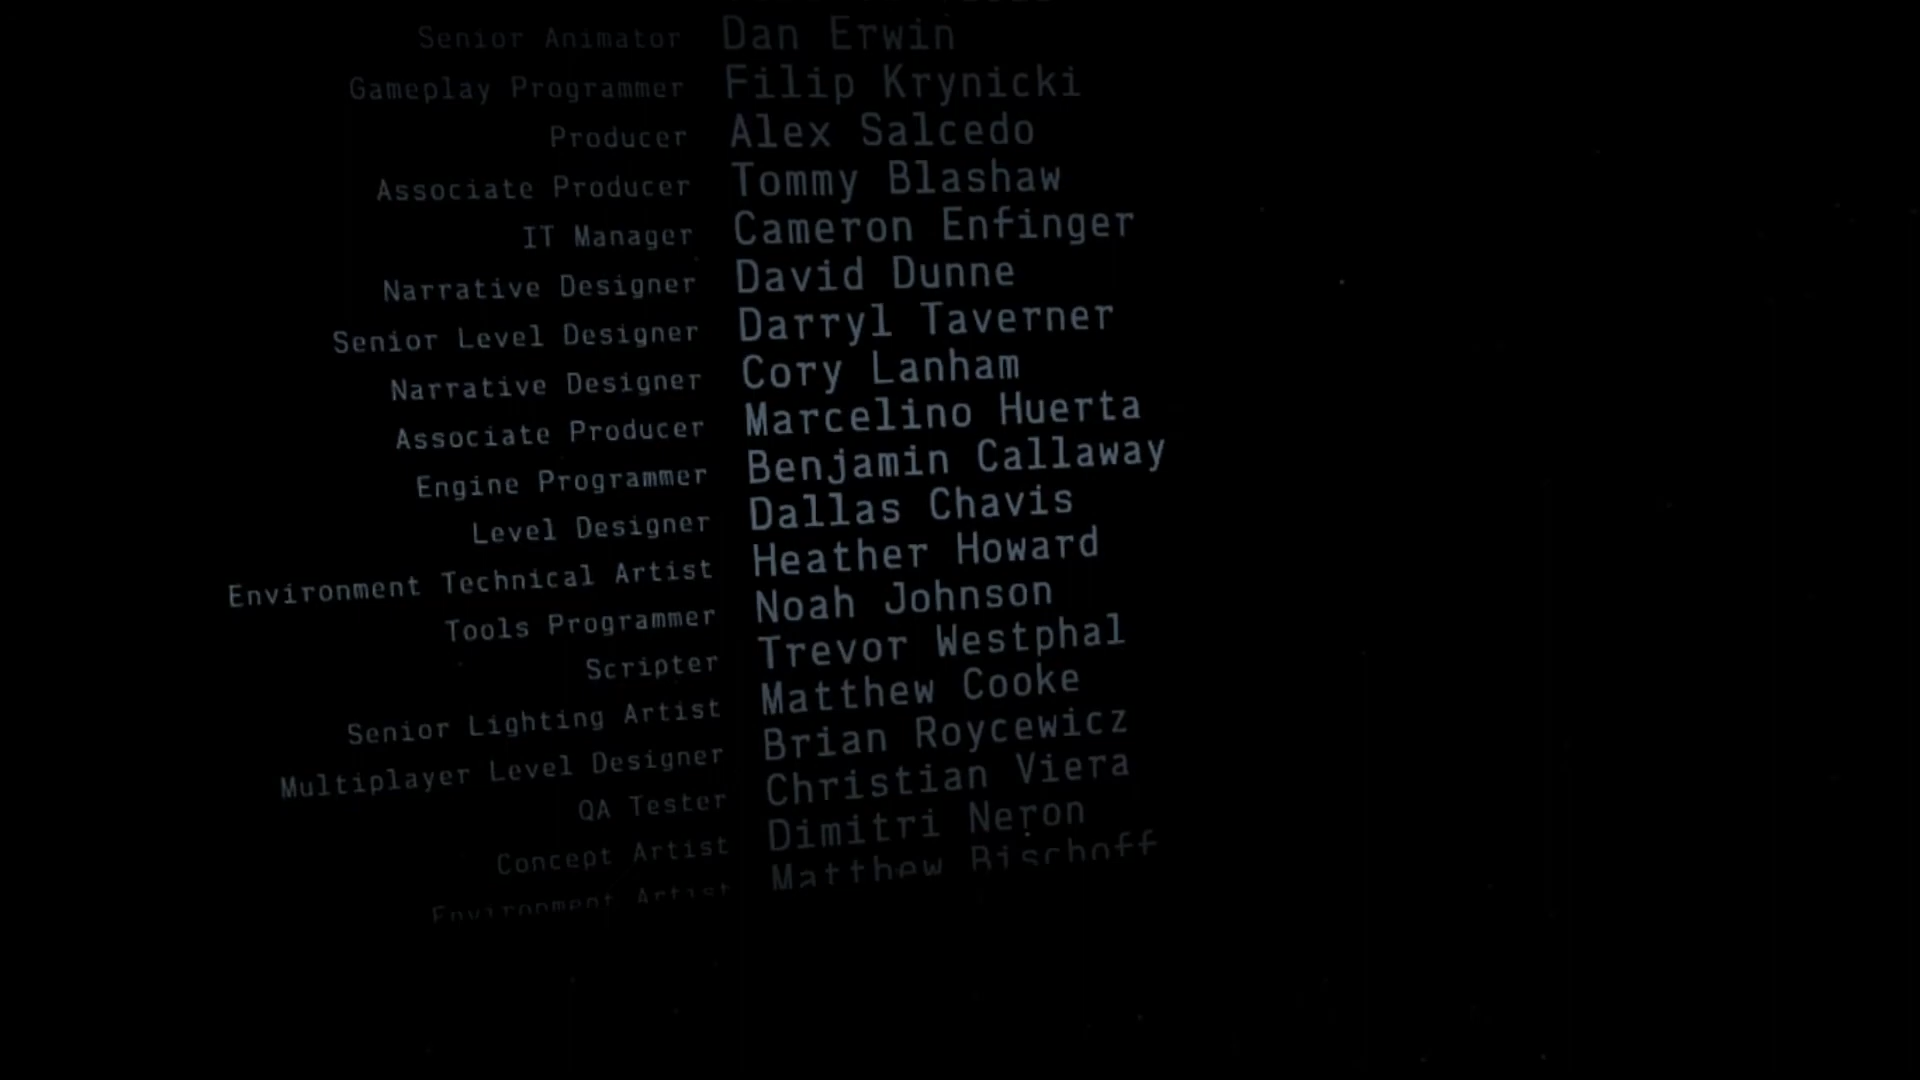 Senior Animator Dan Erwin
Gameplay Programmer Filip Krynicki
Producer Alex Salcedo
Associate Producer Tommy Blashaw
IT Manager Cameron Enfinger
Narrative Designer David Dunne
Senior Level Designer Darryl Taverner
Narrative Designer Cory Lanham
Associate Producer Marcelino Huerta
Engine Programmer Benjamin Callaway
Level Designer Dallas Chavis
Environment Technical Artist Heather Howard
Tools Programmer Noah Johnson
Scripter Trevor Westphal
Senior Lighting Artist Matthew Cooke
Multiplayer Level Designer Brian Roycewicz
QA Tester Christian Viera
Concept Artist Dimitri Neron
Environment Artist Matthew Bischoff